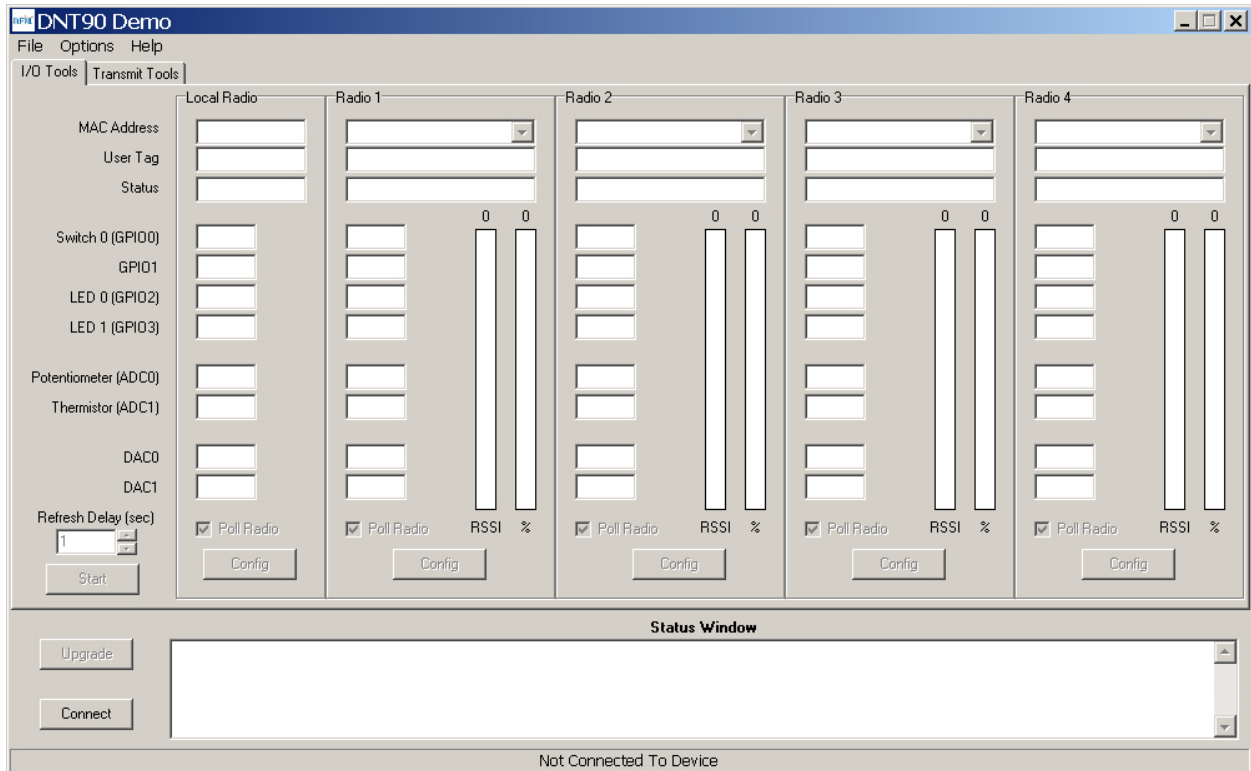 RFM DNT90 Demo
File Options Help
I/O Tools Transmit Tools
Local Radio Radio 1 Radio 2 Radio 3 Radio 4
MAC Address
User Tag
Status
0 0 0 0 0 0 0 0
Switch 0 (GPIO0)
GPIO1
LED 0 (GPIO2)
LED 1 (GPIO3)
Potentiometer (ADC0)
Thermistor (ADC1)
DAC0
DAC1
Refresh Delay (sec)
1
Poll Radio Poll Radio RSSI % Poll Radio RSSI % Poll Radio RSSI % Poll Radio RSSI %
Start Config Config Config Config Config
Status Window
Upgrade
Connect
Not Connected To Device